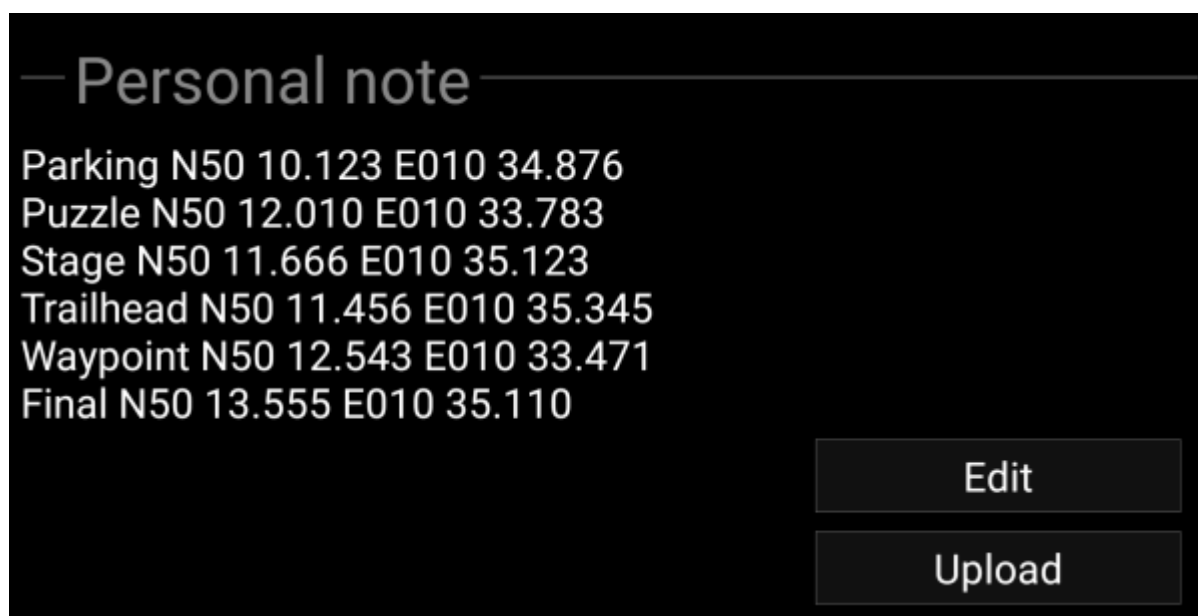 Personal note
Parking N50 10.123 E010 34.876
Puzzle N50 12.010 E010 33.783
Stage N50 11.666 E010 35.123
Trailhead N50 11.456 E010 35.345
Waypoint N50 12.543 E010 33.471
Final N50 13.555 E010 35.110
Edit
Upload